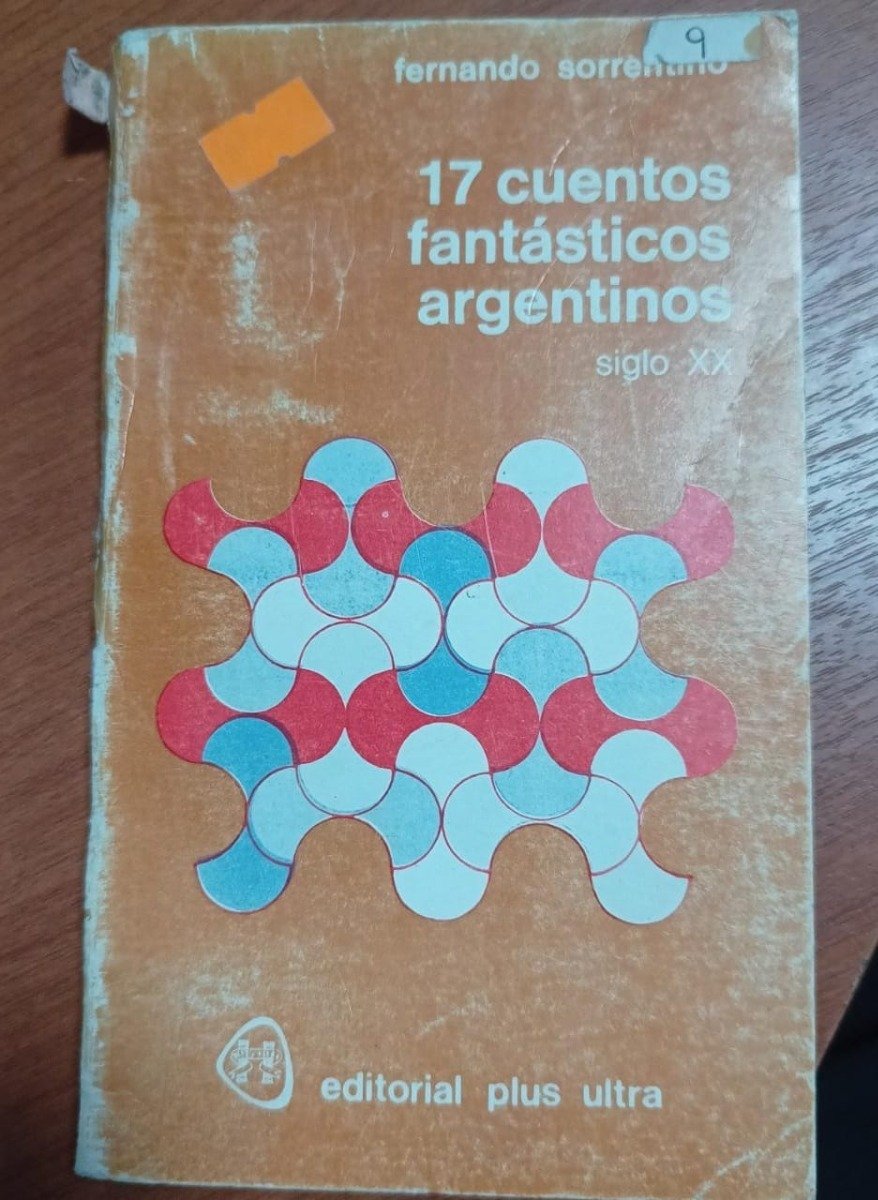 9
fernando sorrentino
17 cuentos
fantásticos
argentinos
siglo XX
editorial plus ultra